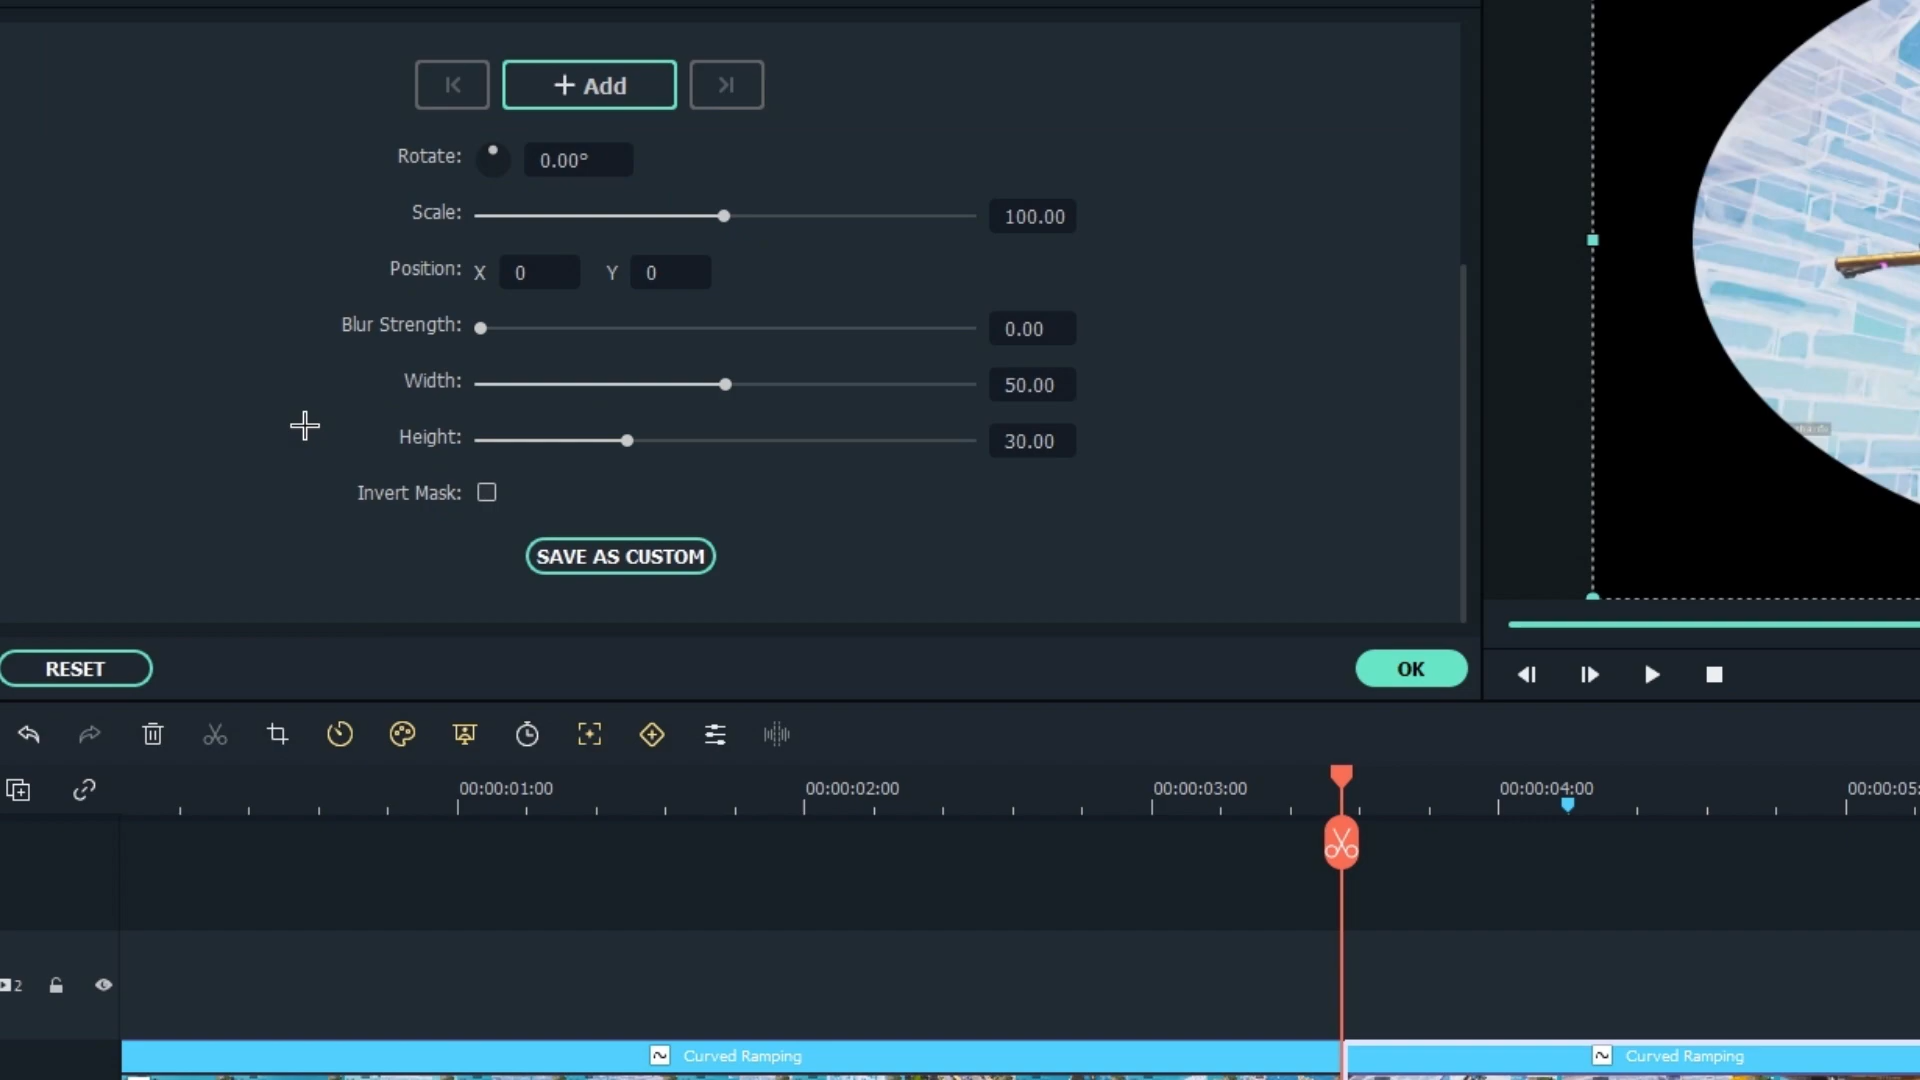 + Add
Rotate: 0.00°
Scale: 100.00
Position: X 0 Y 0
Blur Strength: 0.00
Width: 50.00
Height: 30.00
Invert Mask:
SAVE AS CUSTOM
RESET
OK
00:00:01:00 00:00:02:00 00:00:03:00 00:00:04:00 00:00:05:
2
Curved Ramping Curved Ramping